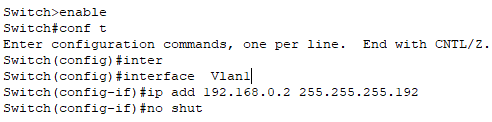 Switch>enable
Switch#conf t
Enter configuration commands, one per line.  End with CNTL/Z.
Switch(config)#inter
Switch(config)#interface  Vlan1
Switch(config-if)#ip add 192.168.0.2 255.255.255.192
Switch(config-if)#no shut